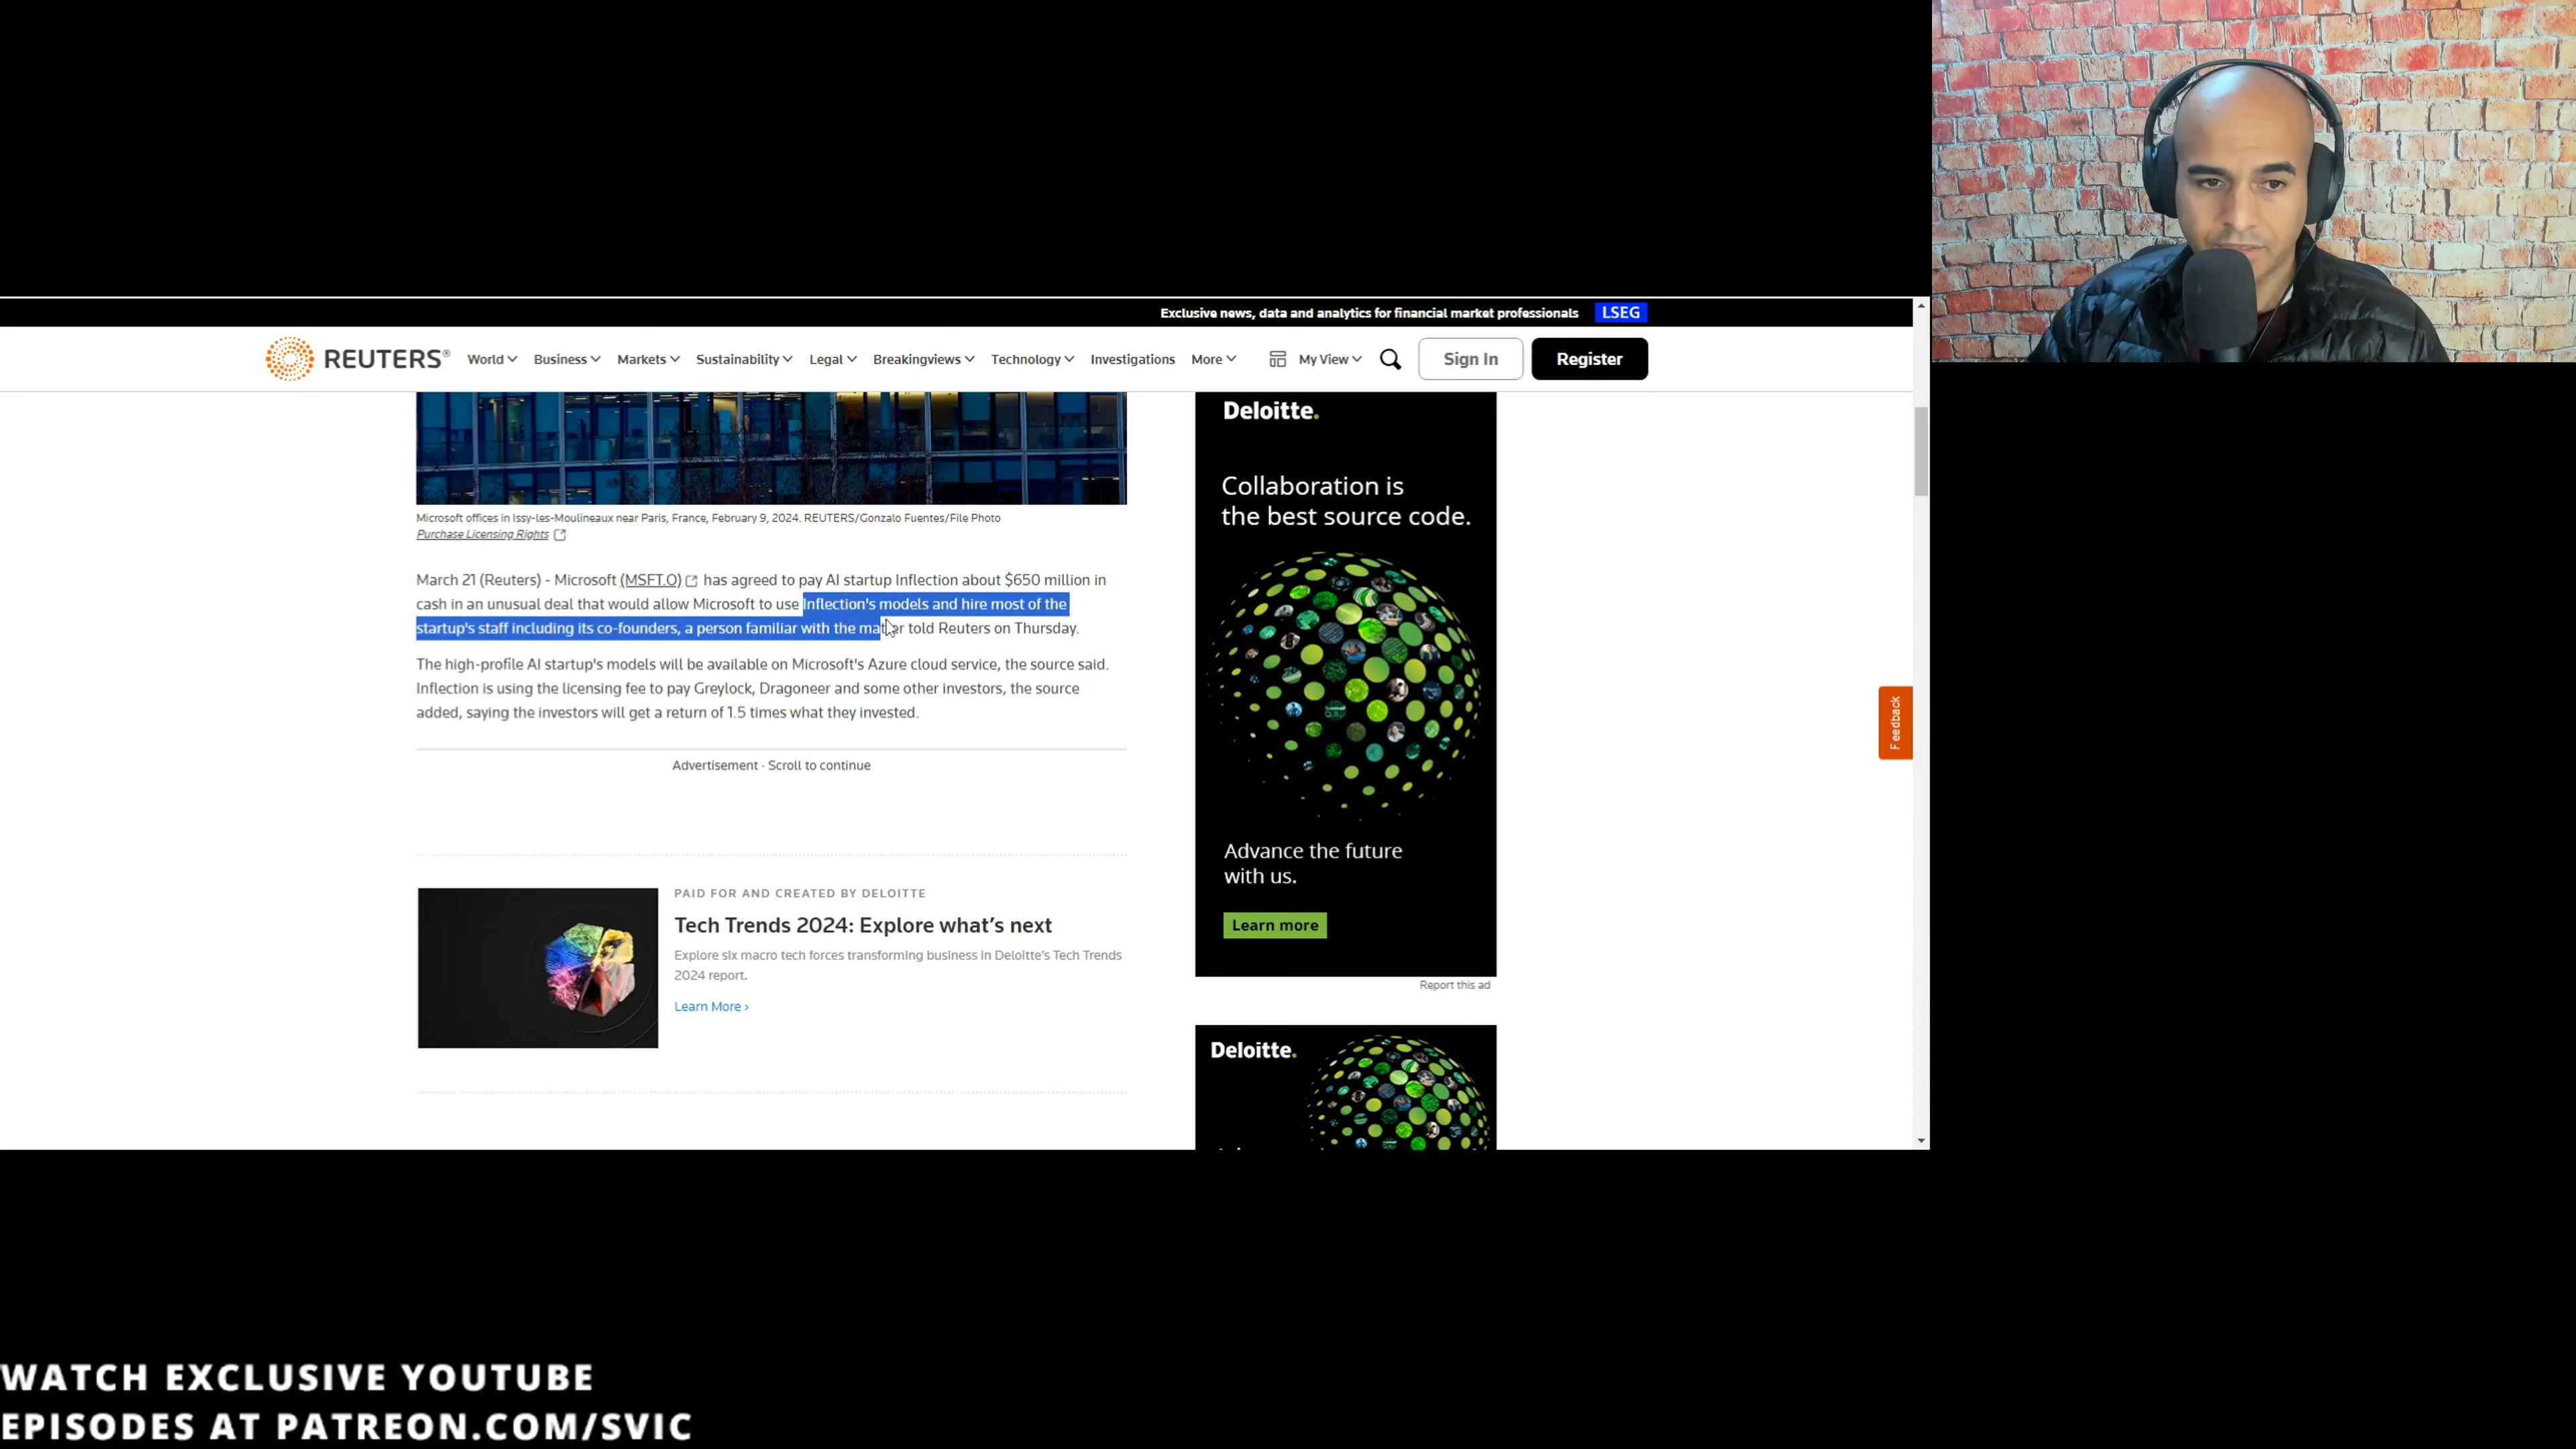 Exclusive news, data and analytics for financial market professionals LSEG
REUTERS® World Business Markets Sustainability Legal Breakingviews Technology Investigations More My View Sign In Register
Microsoft offices in Issy-les-Moulineaux near Paris, France, February 9, 2024. REUTERS/Gonzalo Fuentes/File Photo
Purchase Licensing Rights
March 21 (Reuters) - Microsoft (MSFT.O) has agreed to pay AI startup Inflection about $650 million in
cash in an unusual deal that would allow Microsoft to use Inflection's models and hire most of the
startup's staff including its co-founders, a person familiar with the matter told Reuters on Thursday.
The high-profile AI startup's models will be available on Microsoft's Azure cloud service, the source said.
Inflection is using the licensing fee to pay Greylock, Dragoneer and some other investors, the source
added, saying the investors will get a return of 1.5 times what they invested.
Advertisement · Scroll to continue
PAID FOR AND CREATED BY DELOITTE
Tech Trends 2024: Explore what's next
Explore six macro tech forces transforming business in Deloitte's Tech Trends
2024 report.
Learn More ›
Deloitte.
Collaboration is
the best source code.
Advance the future
with us.
Learn more
Report this ad
Deloitte.
Feedback
WATCH EXCLUSIVE YOUTUBE
EPISODES AT PATREON.COM/SVIC